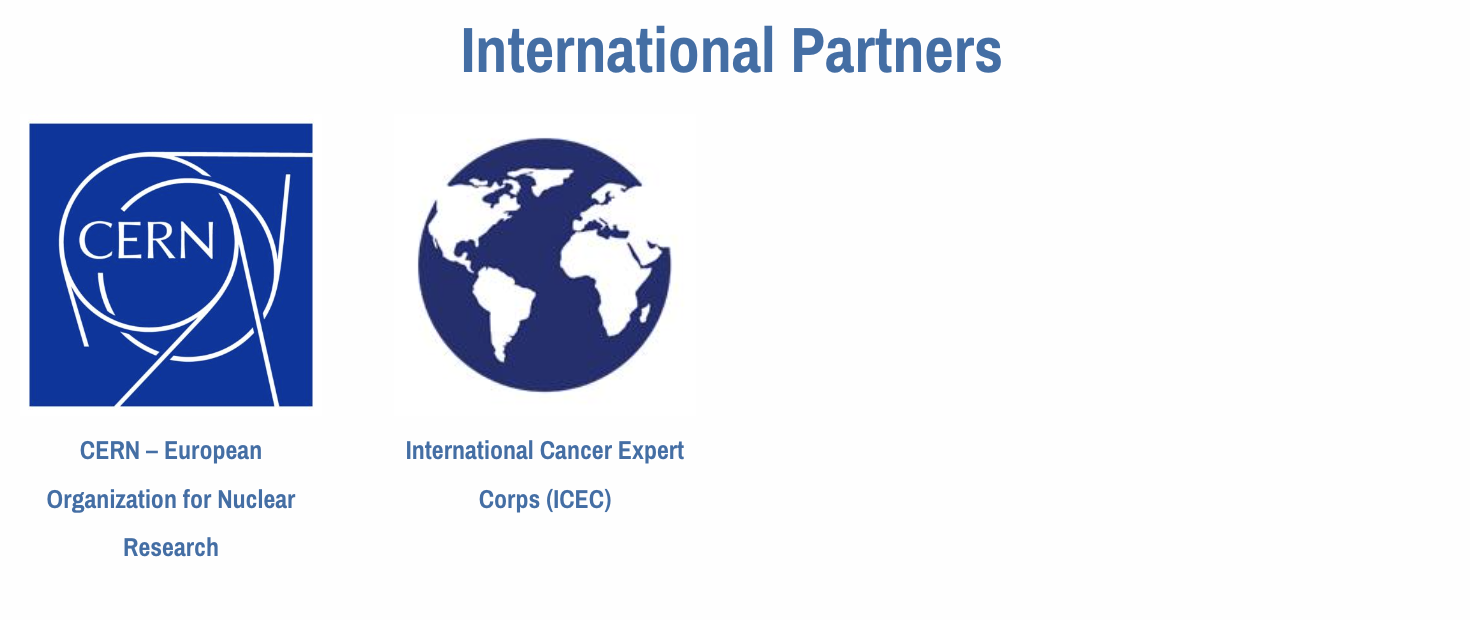 International Partners
CERN
CERN – European
Organization for Nuclear
Research
International Cancer Expert
Corps (ICEC)